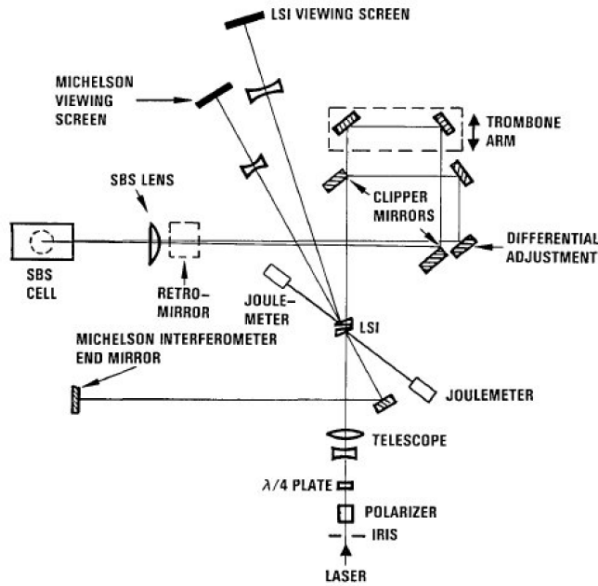 LSI VIEWING SCREEN
MICHELSON
VIEWING
SCREEN
TROMBONE
ARM
SBS LENS
CLIPPER
MIRRORS
DIFFERENTIAL
ADJUSTMENT
SBS
CELL
RETRO-
MIRROR
JOULE-
METER
LSI
MICHELSON INTERFEROMETER
END MIRROR
JOULEMETER
TELESCOPE
λ/4 PLATE
POLARIZER
IRIS
LASER